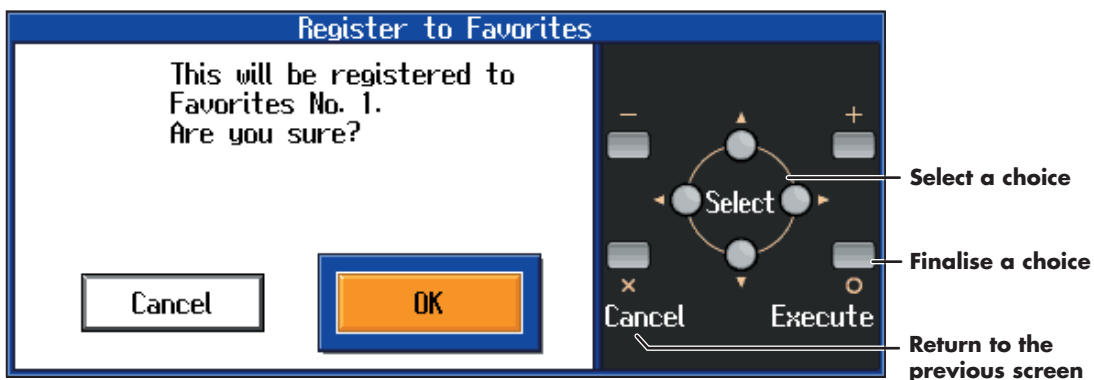 Register to Favorites
This will be registered to
Favorites No. 1.
Are you sure?
Cancel
OK
− +
Select
× ○
Cancel Execute
Select a choice
Finalise a choice
Return to the
previous screen